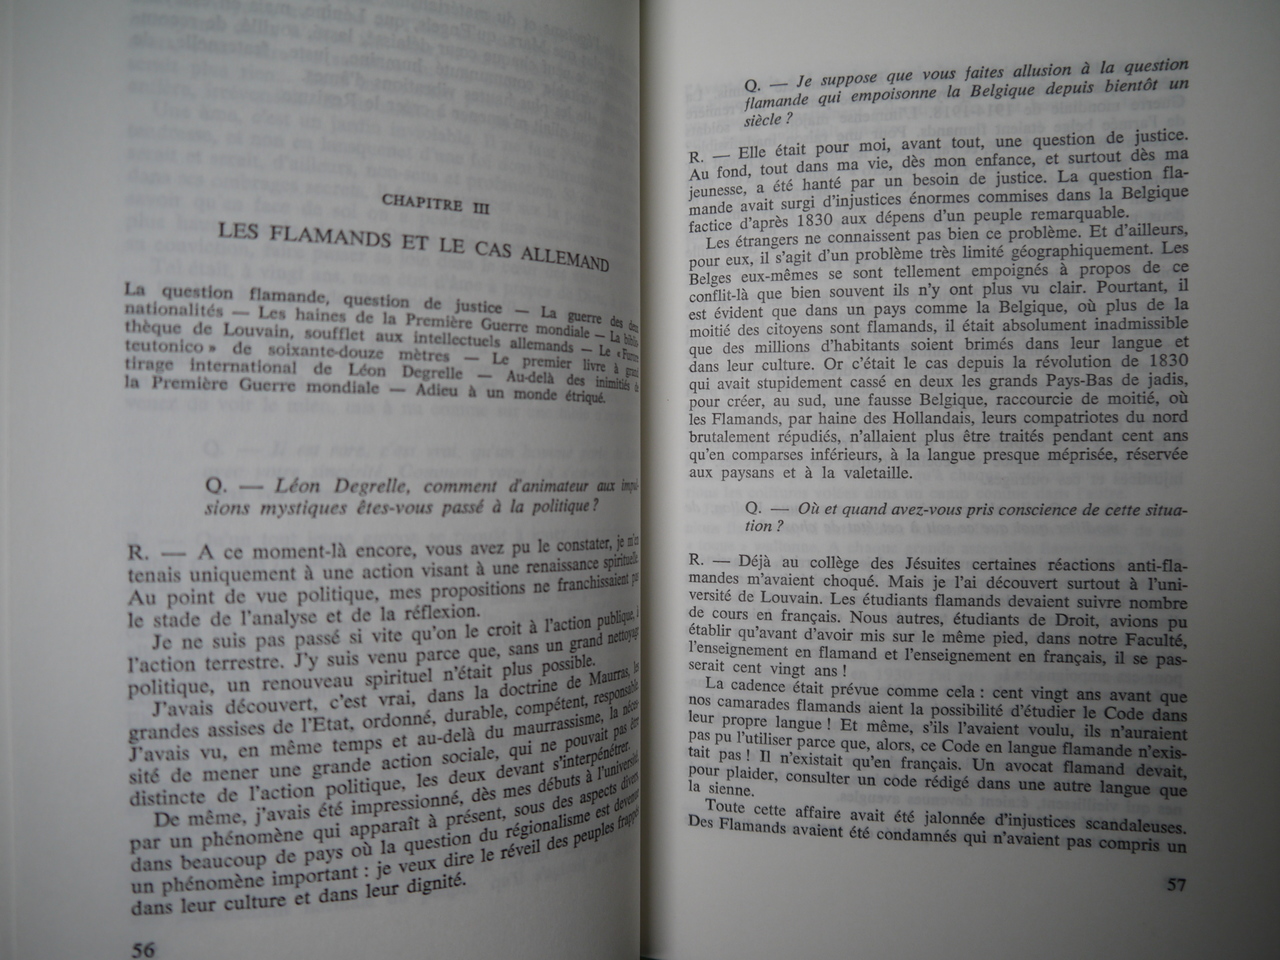 CHAPITRE III
LES FLAMANDS ET LE CAS ALLEMAND
La question flamande, question de justice — La guerre des deux
nationalités — Les haines de la Première Guerre mondiale — La biblio-
thèque de Louvain, soufflet aux intellectuels allemands — Le « Furore
teutonico » de soixante-douze mètres — Le premier livre à grand
tirage international de Léon Degrelle — Au-delà des inimitiés de
la Première Guerre mondiale — Adieu à un monde étriqué.
Q. — Léon Degrelle, comment d'animateur aux impul-
sions mystiques êtes-vous passé à la politique ?
R. — A ce moment-là encore, vous avez pu le constater, je m'en
tenais uniquement à une action visant à une renaissance spirituelle.
Au point de vue politique, mes propositions ne franchissaient pas
le stade de l'analyse et de la réflexion.
Je ne suis pas passé si vite qu'on le croit à l'action publique, à
l'action terrestre. J'y suis venu parce que, sans un grand nettoyage
politique, un renouveau spirituel n'était plus possible.
J'avais découvert, c'est vrai, dans la doctrine de Maurras, les
grandes assises de l'Etat, ordonné, durable, compétent, responsable.
J'avais vu, en même temps et au-delà du maurrassisme, la néces-
sité de mener une grande action sociale, qui ne pouvait pas être
distincte de l'action politique, les deux devant s'interpénétrer.
De même, j'avais été impressionné, dès mes débuts à l'université,
par un phénomène qui apparaît à présent, sous des aspects divers,
dans beaucoup de pays où la question du régionalisme est devenue
un phénomène important : je veux dire le réveil des peuples frappés
dans leur culture et dans leur dignité.
56
Q. — Je suppose que vous faites allusion à la question
flamande qui empoisonne la Belgique depuis bientôt un
siècle ?
R. — Elle était pour moi, avant tout, une question de justice.
Au fond, tout dans ma vie, dès mon enfance, et surtout dès ma
jeunesse, a été hanté par un besoin de justice. La question fla-
mande avait surgi d'injustices énormes commises dans la Belgique
factice d'après 1830 aux dépens d'un peuple remarquable.
Les étrangers ne connaissent pas bien ce problème. Et d'ailleurs,
pour eux, il s'agit d'un problème très limité géographiquement. Les
Belges eux-mêmes se sont tellement empoignés à propos de ce
conflit-là que bien souvent ils n'y ont plus vu clair. Pourtant, il
est évident que dans un pays comme la Belgique, où plus de la
moitié des citoyens sont flamands, il était absolument inadmissible
que des millions d'habitants soient brimés dans leur langue et
dans leur culture. Or c'était le cas depuis la révolution de 1830
qui avait stupidement cassé en deux les grands Pays-Bas de jadis,
pour créer, au sud, une fausse Belgique, raccourcie de moitié, où
les Flamands, par haine des Hollandais, leurs compatriotes du nord
brutalement répudiés, n'allaient plus être traités pendant cent ans
qu'en comparses inférieurs, à la langue presque méprisée, réservée
aux paysans et à la valetaille.
Q. — Où et quand avez-vous pris conscience de cette situa-
tion ?
R. — Déjà au collège des Jésuites certaines réactions anti-fla-
mandes m'avaient choqué. Mais je l'ai découvert surtout à l'uni-
versité de Louvain. Les étudiants flamands devaient suivre nombre
de cours en français. Nous autres, étudiants de Droit, avions pu
établir qu'avant d'avoir mis sur le même pied, dans notre Faculté,
l'enseignement en flamand et l'enseignement en français, il se pas-
serait cent vingt ans !
La cadence était prévue comme cela : cent vingt ans avant que
nos camarades flamands aient la possibilité d'étudier le Code dans
leur propre langue ! Et même, s'ils l'avaient voulu, ils n'auraient
pas pu l'utiliser parce que, alors, ce Code en langue flamande n'exis-
tait pas ! Il n'existait qu'en français. Un avocat flamand devait,
pour plaider, consulter un code rédigé dans une autre langue que
la sienne.
Toute cette affaire avait été jalonnée d'injustices scandaleuses.
Des Flamands avaient été condamnés qui n'avaient pas compris un
57